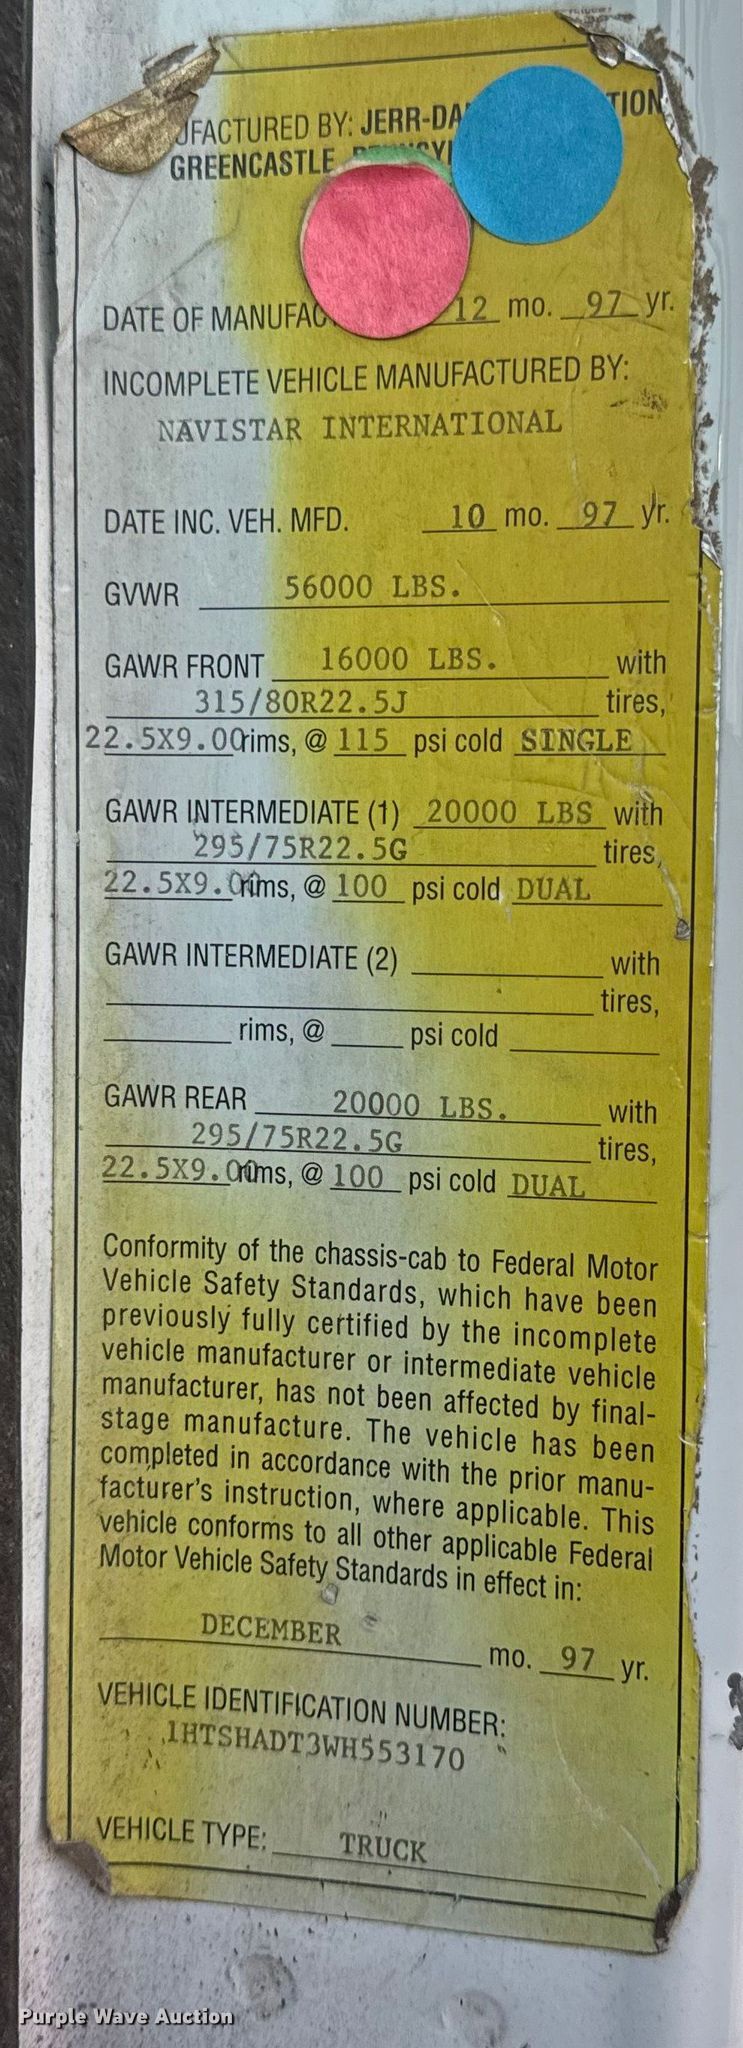 UFACTURED BY: JERR-DA TION
GREENCASTLE
DATE OF MANUFAC 12 mo. 97 yr.
INCOMPLETE VEHICLE MANUFACTURED BY:
NAVISTAR INTERNATIONAL
DATE INC. VEH. MFD. 10 mo. 97 yr.
GVWR 56000 LBS.
GAWR FRONT 16000 LBS. with
315/80R22.5J tires,
22.5X9.00 rims, @ 115 psi cold SINGLE
GAWR INTERMEDIATE (1) 20000 LBS with
295/75R22.5G tires,
22.5X9.00 rims, @ 100 psi cold DUAL
GAWR INTERMEDIATE (2) with
tires,
rims, @ psi cold
GAWR REAR 20000 LBS. with
295/75R22.5G tires,
22.5X9.00 rims, @ 100 psi cold DUAL
Conformity of the chassis-cab to Federal Motor
Vehicle Safety Standards, which have been
previously fully certified by the incomplete
vehicle manufacturer or intermediate vehicle
manufacturer, has not been affected by final-
stage manufacture. The vehicle has been
completed in accordance with the prior manu-
facturer's instruction, where applicable. This
vehicle conforms to all other applicable Federal
Motor Vehicle Safety Standards in effect in:
DECEMBER mo. 97 yr.
VEHICLE IDENTIFICATION NUMBER:
1HTSHADT3WH553170
VEHICLE TYPE: TRUCK
Purple Wave Auction